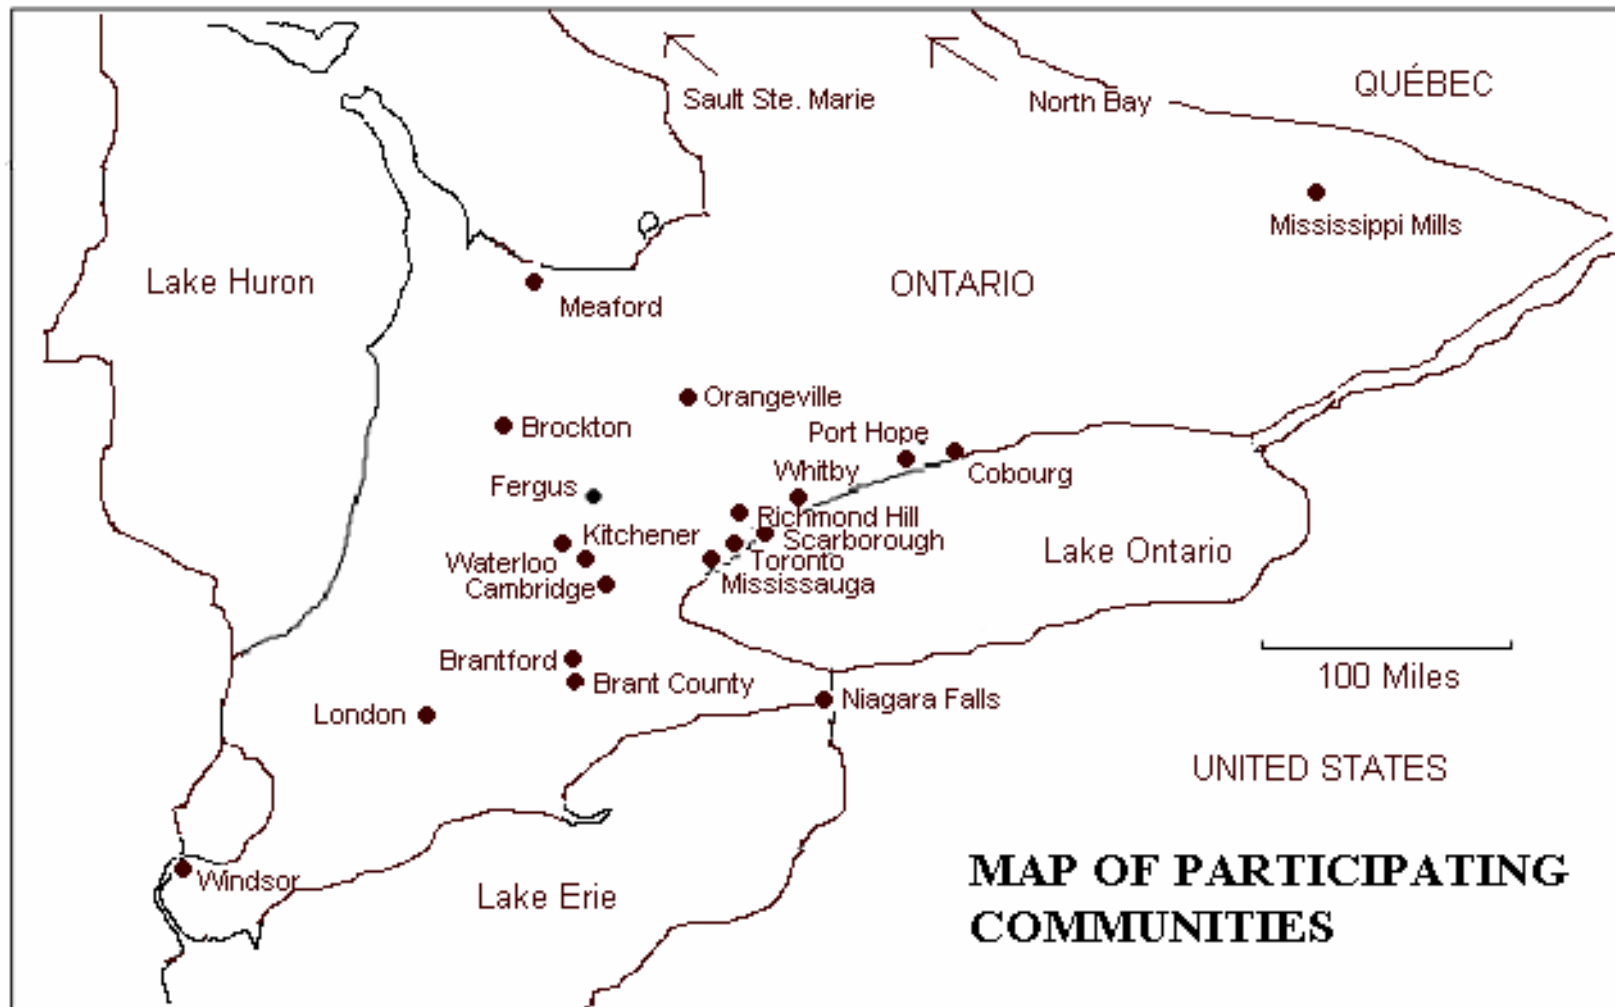 QUÉBEC
Sault Ste. Marie
North Bay
Mississippi Mills
Lake Huron
ONTARIO
Meaford
Orangeville
Brockton
Port Hope
Whitby
Cobourg
Fergus
Richmond Hill
Kitchener
Scarborough
Lake Ontario
Waterloo
Toronto
Cambridge
Mississauga
Brantford
Brant County
100 Miles
Niagara Falls
London
UNITED STATES
Windsor
Lake Erie
MAP OF PARTICIPATING
COMMUNITIES